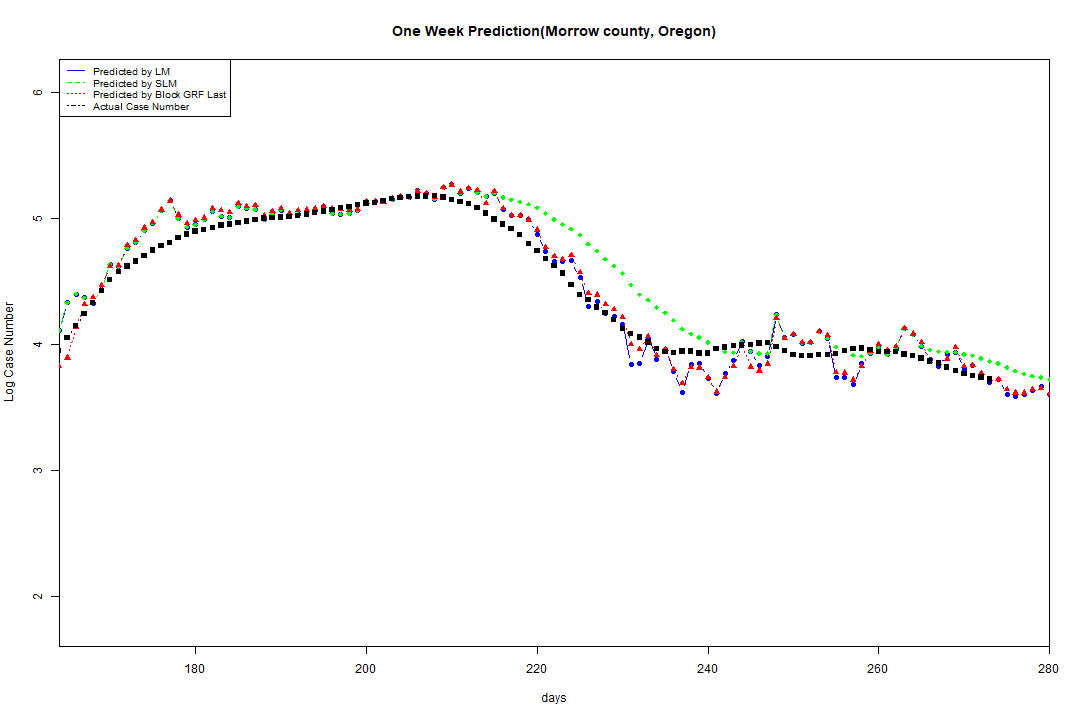 One Week Prediction(Morrow county, Oregon)
Predicted by LM
Predicted by SLM
Predicted by Block GRF Last
Actual Case Number
6
5
4
3
2
Log Case Number
180 200 220 240 260 280
days